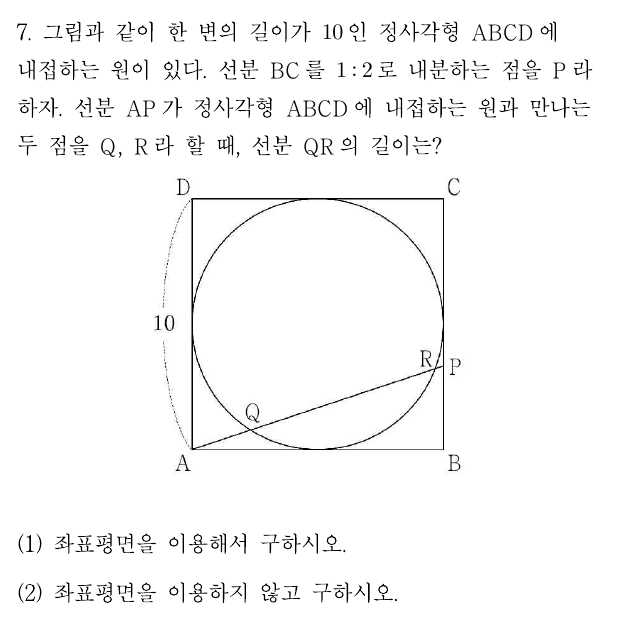 7. 그림과 같이 한 변의 길이가 10인 정사각형 ABCD에
내접하는 원이 있다. 선분 BC를 1:2로 내분하는 점을 P라
하자. 선분 AP가 정사각형 ABCD에 내접하는 원과 만나는
두 점을 Q, R라 할 때, 선분 QR의 길이는?
D C
10
R P
Q
A B
(1) 좌표평면을 이용해서 구하시오.
(2) 좌표평면을 이용하지 않고 구하시오.